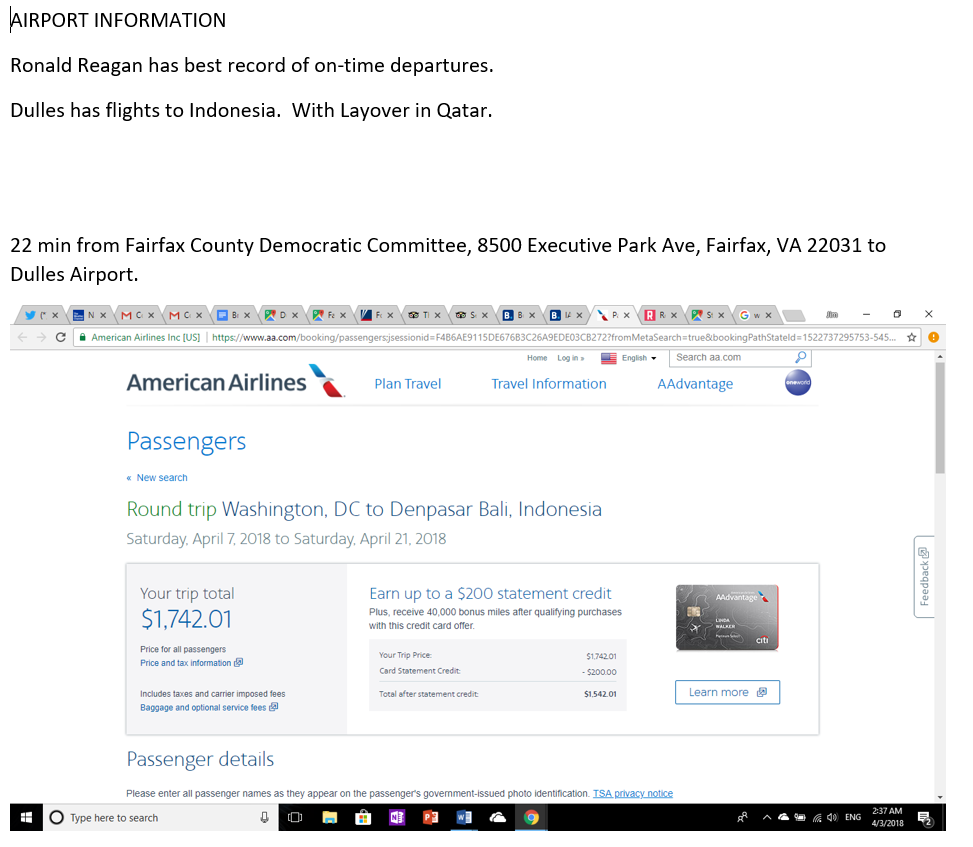 AIRPORT INFORMATION
Ronald Reagan has best record of on-time departures.
Dulles has flights to Indonesia.  With Layover in Qatar.
22 min from Fairfax County Democratic Committee, 8500 Executive Park Ave, Fairfax, VA 22031 to
Dulles Airport.
American Airlines Inc [US] | https://www.aa.com/booking/passengers;jsessionid=F4B6AE9115DE676B3C26A9EDE03CB272?fromMetaSearch=true&bookingPathStateId=1522737295753-545...
Home Log in » English Search aa.com
American Airlines Plan Travel Travel Information AAdvantage oneworld
Passengers
« New search
Round trip Washington, DC to Denpasar Bali, Indonesia
Saturday, April 7, 2018 to Saturday, April 21, 2018
Your trip total
$1,742.01
Price for all passengers
Price and tax information
Includes taxes and carrier imposed fees
Baggage and optional service fees
Earn up to a $200 statement credit
Plus, receive 40,000 bonus miles after qualifying purchases
with this credit card offer.
Your Trip Price: $1,742.01
Card Statement Credit: - $200.00
Total after statement credit: $1,542.01
AAdvantage
LINDA
WALKER
citi
Learn more
Feedback
Passenger details
Please enter all passenger names as they appear on the passenger's government-issued photo identification. TSA privacy notice
Type here to search
ENG
2:37 AM
4/3/2018
2